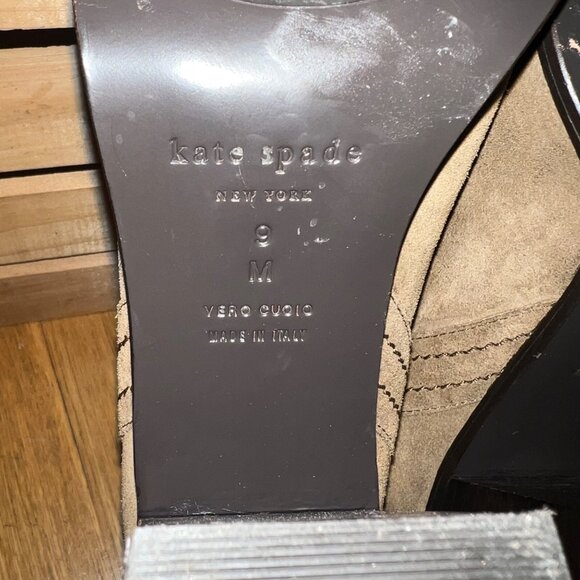 kate spade
NEW YORK
9
M
VERO CUOIO
MADE IN ITALY